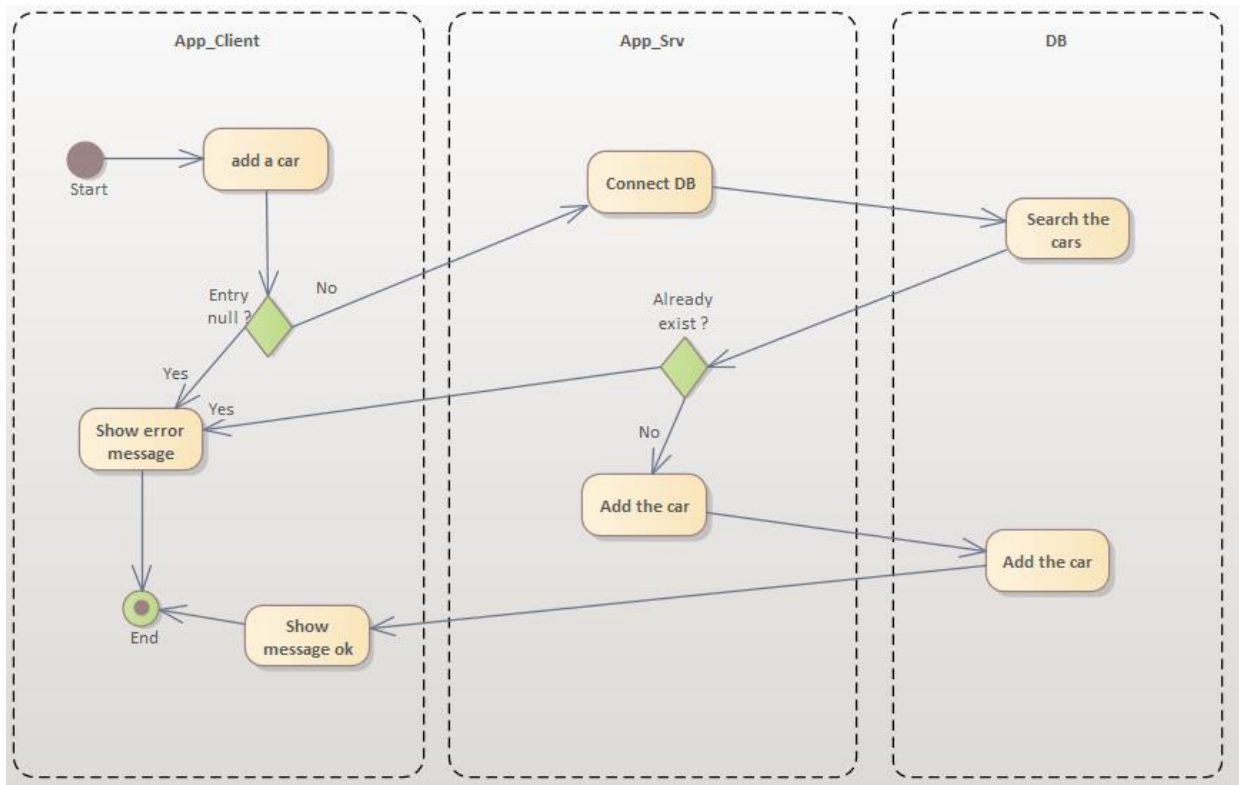 App_Client
App_Srv
DB
Start
add a car
Connect DB
Search the
cars
Entry
null ?
No
Already
exist ?
Yes
Yes
Show error
message
No
Add the car
Add the car
End
Show
message ok